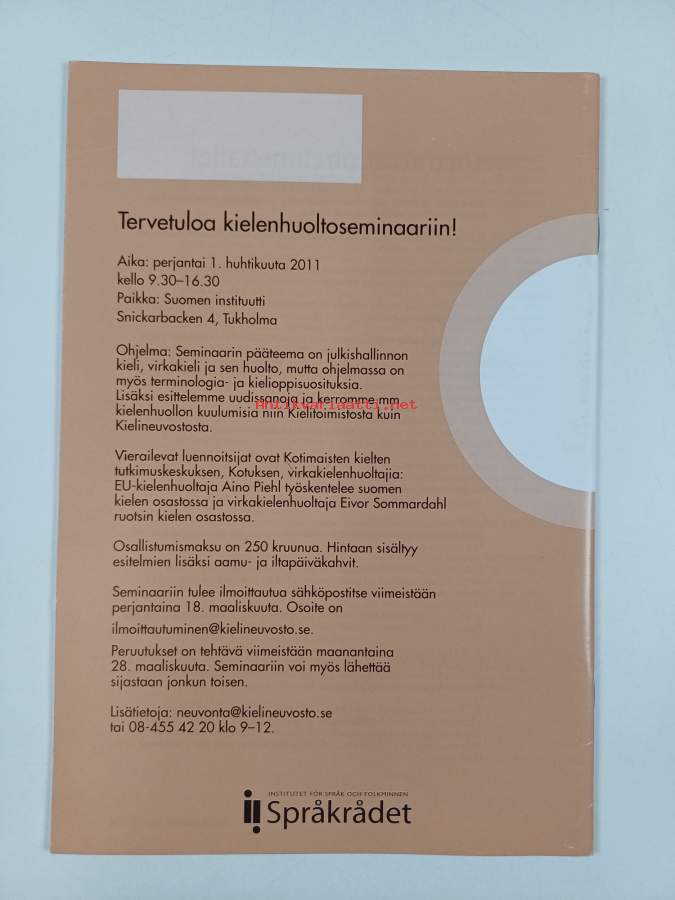 Tervetuloa kielenhuoltoseminaariin!
Aika: perjantai 1. huhtikuuta 2011
kello 9.30–16.30
Paikka: Suomen instituutti
Snickarbacken 4, Tukholma
Ohjelma: Seminaarin pääteema on julkishallinnon
kieli, virkakieli ja sen huolto, mutta ohjelmassa on
myös terminologia- ja kielioppisuosituksia.
Lisäksi esittelemme uudissanoja ja kerromme mm
Antikvariaatti.net
kielenhuollon kuulumisia niin Kielitoimistosta kuin
Kielineuvostosta.
Vierailevat luennoitsijat ovat Kotimaisten kielten
tutkimuskeskuksen, Kotuksen, virkakielenhuoltajia:
EU-kielenhuoltaja Aino Piehl työskentelee suomen
kielen osastossa ja virkakielenhuoltaja Eivor Sommardahl
ruotsin kielen osastossa.
Osallistumismaksu on 250 kruunua. Hintaan sisältyy
esitelmien lisäksi aamu- ja iltapäiväkahvit.
Seminaariin tulee ilmoittautua sähköpostitse viimeistään
perjantaina 18. maaliskuuta. Osoite on
ilmoittautuminen@kielineuvosto.se.
Peruutukset on tehtävä viimeistään maanantaina
28. maaliskuuta. Seminaariin voi myös lähettää
sijastaan jonkun toisen.
Lisätietoja: neuvonta@kielineuvosto.se
tai 08-455 42 20 klo 9–12.
INSTITUTET FÖR SPRÅK OCH FOLKMINNEN
Språkrådet